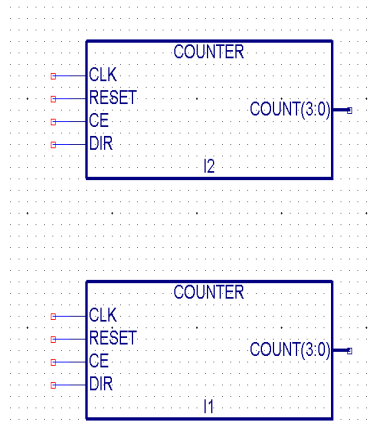 COUNTER
CLK
RESET
COUNT(3:0)
CE
DIR
I2
COUNTER
CLK
RESET
COUNT(3:0)
CE
DIR
I1